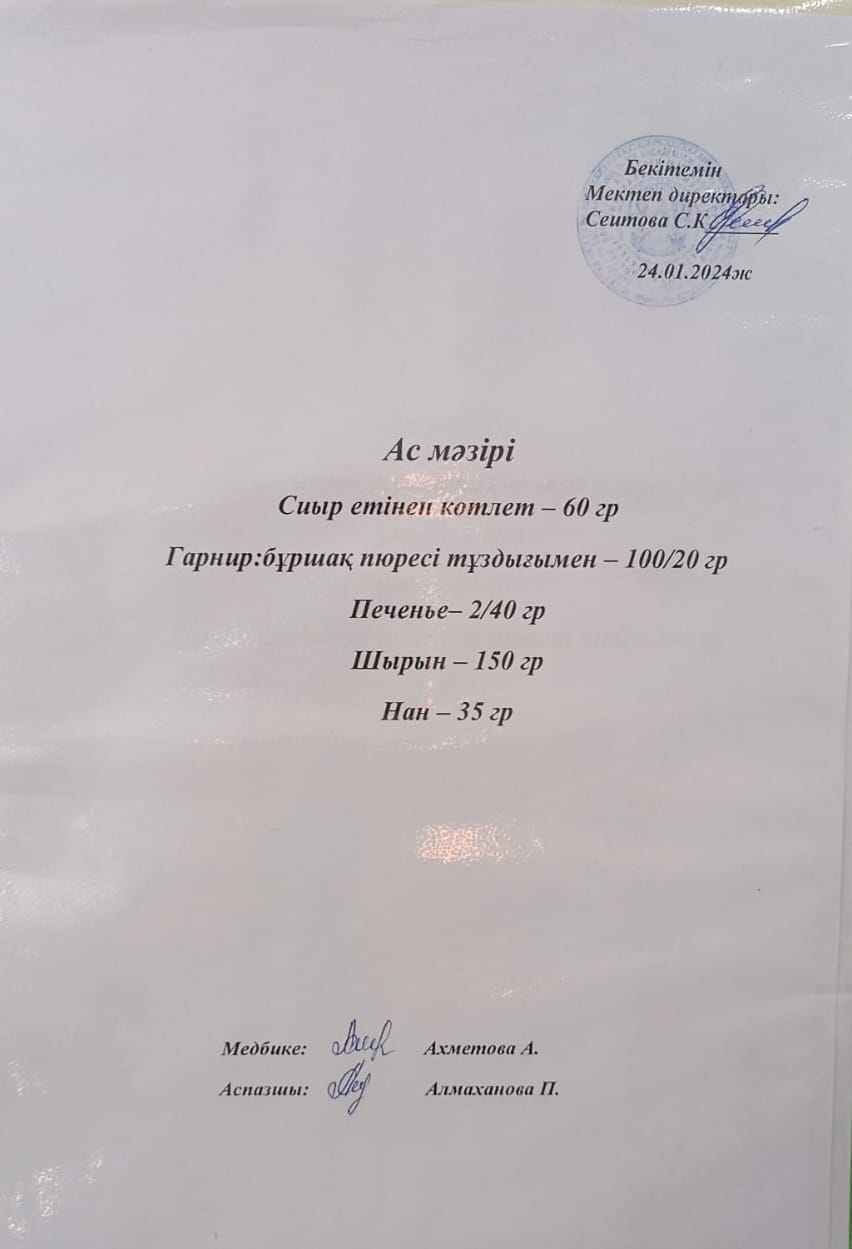 Бекітемін
Мектеп директоры:
Сеитова С.К
24.01.2024ж
Ас мәзірі
Сиыр етінен котлет – 60 гр
Гарнир:бұршақ пюресі тұздығымен – 100/20 гр
Печенье– 2/40 гр
Шырын – 150 гр
Нан – 35 гр
Медбике: Ахметова А.
Аспазшы: Алмаханова П.